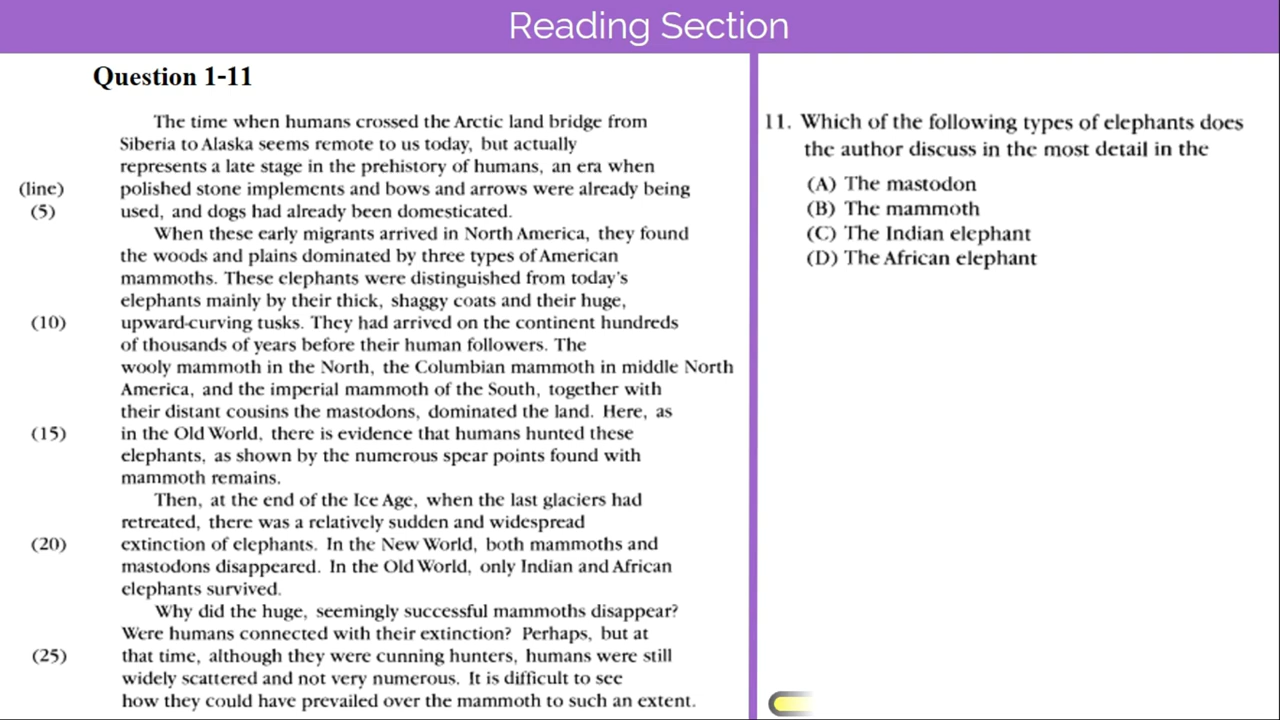 Reading Section
Question 1-11
The time when humans crossed the Arctic land bridge from
Siberia to Alaska seems remote to us today, but actually
represents a late stage in the prehistory of humans, an era when
(line) polished stone implements and bows and arrows were already being
(5) used, and dogs had already been domesticated.
When these early migrants arrived in North America, they found
the woods and plains dominated by three types of American
mammoths. These elephants were distinguished from today's
elephants mainly by their thick, shaggy coats and their huge,
(10) upward-curving tusks. They had arrived on the continent hundreds
of thousands of years before their human followers. The
wooly mammoth in the North, the Columbian mammoth in middle North
America, and the imperial mammoth of the South, together with
their distant cousins the mastodons, dominated the land. Here, as
(15) in the Old World, there is evidence that humans hunted these
elephants, as shown by the numerous spear points found with
mammoth remains.
Then, at the end of the Ice Age, when the last glaciers had
retreated, there was a relatively sudden and widespread
(20) extinction of elephants. In the New World, both mammoths and
mastodons disappeared. In the Old World, only Indian and African
elephants survived.
Why did the huge, seemingly successful mammoths disappear?
Were humans connected with their extinction? Perhaps, but at
(25) that time, although they were cunning hunters, humans were still
widely scattered and not very numerous. It is difficult to see
how they could have prevailed over the mammoth to such an extent.
11. Which of the following types of elephants does
the author discuss in the most detail in the
(A) The mastodon
(B) The mammoth
(C) The Indian elephant
(D) The African elephant